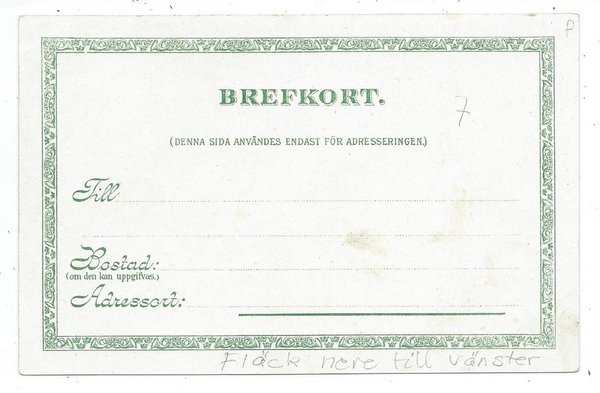 P
BREFKORT.
7
(DENNA SIDA ANVÄNDES ENDAST FÖR ADRESSERINGEN.)
Till
Bostad:
(om den kan uppgifvas.)
Adressort:
Fläck nere till vänster